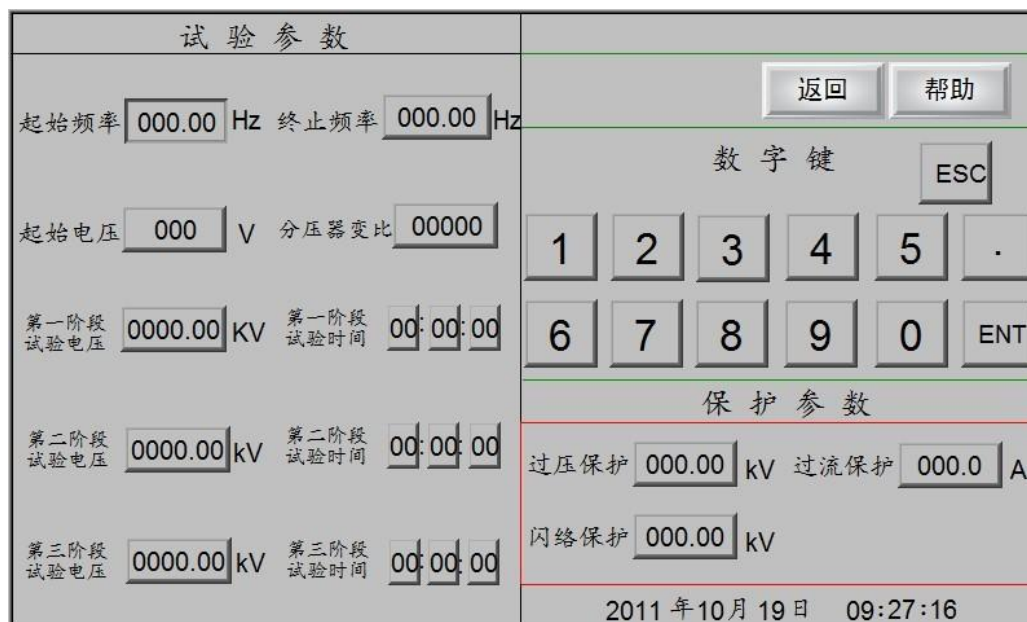 试验参数
起始频率 000.00 Hz 终止频率 000.00 Hz
起始电压 000 V 分压器变比 00000
第一阶段试验电压 0000.00 KV 第一阶段试验时间 00:00:00
第二阶段试验电压 0000.00 kV 第二阶段试验时间 00:00:00
第三阶段试验电压 0000.00 kV 第三阶段试验时间 00:00:00
返回 帮助
数字键 ESC
1 2 3 4 5 .
6 7 8 9 0 ENT
保护参数
过压保护 000.00 kV 过流保护 000.0 A
闪络保护 000.00 kV
2011 年10月 19日 09:27:16